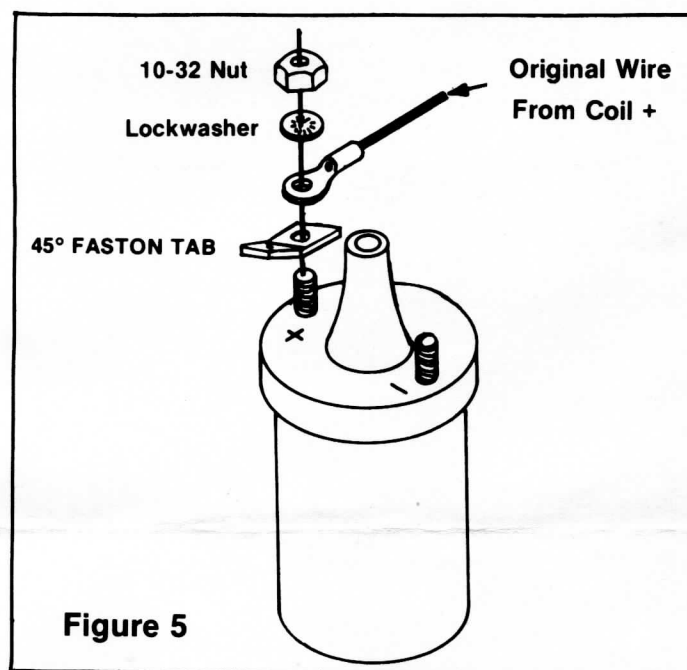 10-32 Nut
Lockwasher
Original Wire
From Coil +
45° FASTON TAB
+
−
Figure 5